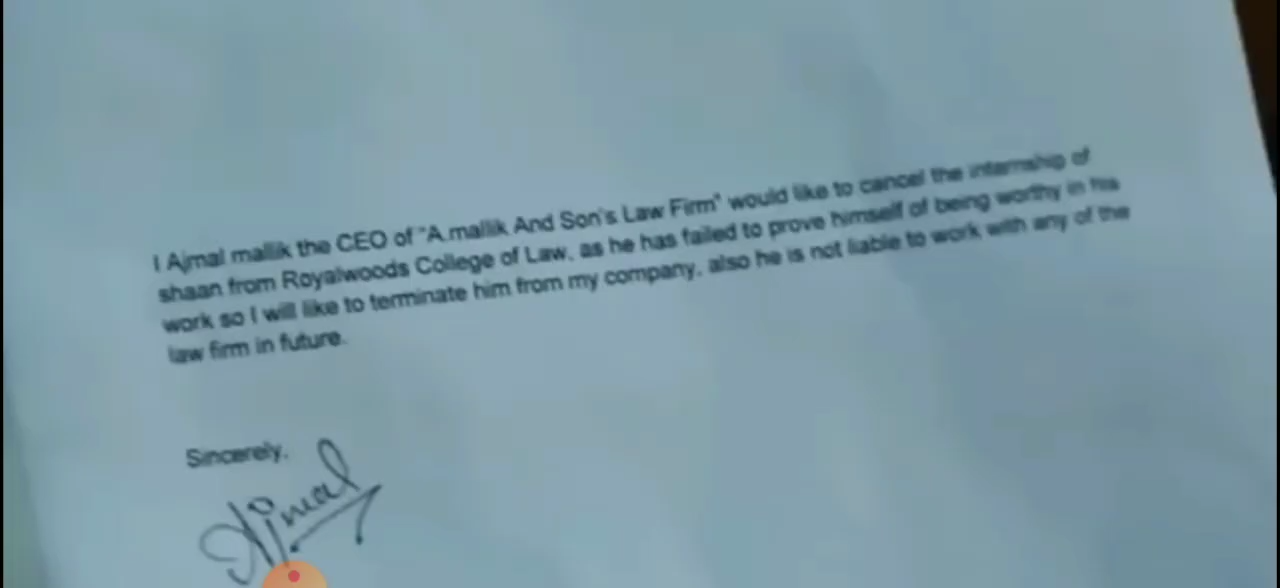 I Ajmal mallik the CEO of "A.mallik And Son's Law Firm" would like to cancel the internship of
shaan from Royalwoods College of Law, as he has failed to prove himself of being worthy in his
work so I will like to terminate him from my company, also he is not liable to work with any of the
law firm in future.
Sincerely,
Ajmal